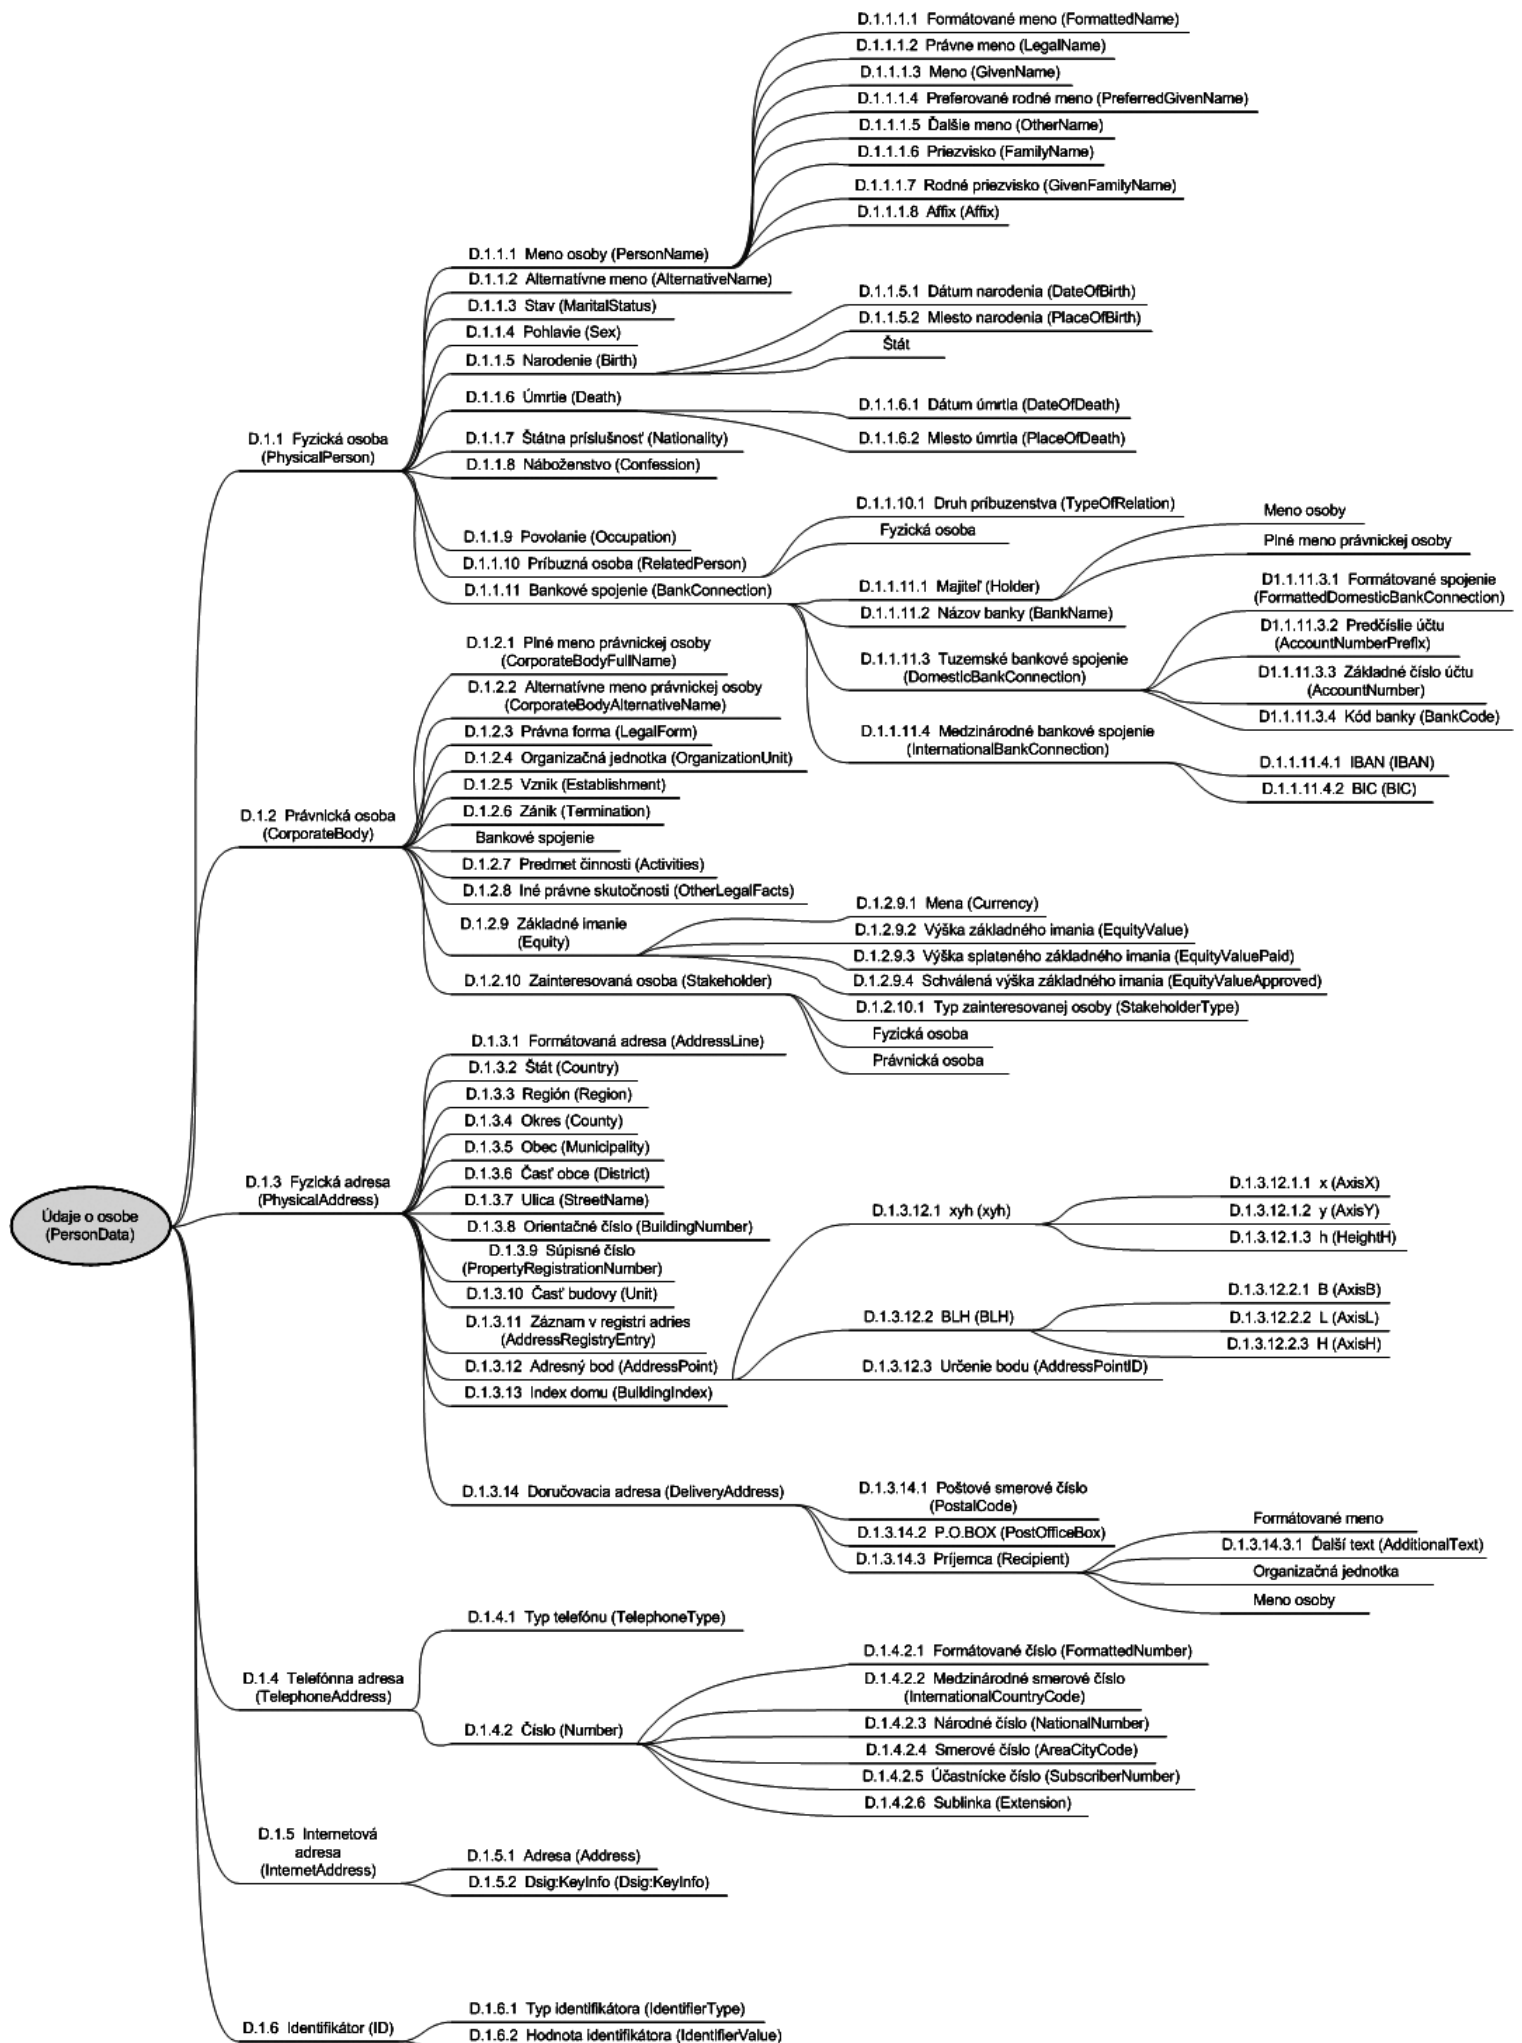 D.1.1.1.1 Formátované meno (FormattedName)
D.1.1.1.2 Právne meno (LegalName)
D.1.1.1.3 Meno (GivenName)
D.1.1.1.4 Preferované rodné meno (PreferredGivenName)
D.1.1.1.5 Ďalšie meno (OtherName)
D.1.1.1.6 Priezvisko (FamilyName)
D.1.1.1.7 Rodné priezvisko (GivenFamilyName)
D.1.1.1.8 Affix (Affix)
D.1.1.1 Meno osoby (PersonName)
D.1.1.2 Alternatívne meno (AlternativeName)
D.1.1.3 Stav (MaritalStatus)
D.1.1.4 Pohlavie (Sex)
D.1.1.5 Narodenie (Birth)
D.1.1.5.1 Dátum narodenia (DateOfBirth)
D.1.1.5.2 Miesto narodenia (PlaceOfBirth)
Štát
D.1.1.6 Úmrtie (Death)
D.1.1.6.1 Dátum úmrtia (DateOfDeath)
D.1.1.6.2 Miesto úmrtia (PlaceOfDeath)
D.1.1 Fyzická osoba
(PhysicalPerson)
D.1.1.7 Štátna príslušnosť (Nationality)
D.1.1.8 Náboženstvo (Confession)
D.1.1.9 Povolanie (Occupation)
D.1.1.10 Príbuzná osoba (RelatedPerson)
D.1.1.11 Bankové spojenie (BankConnection)
D.1.1.10.1 Druh príbuzenstva (TypeOfRelation)
Fyzická osoba
D.1.1.11.1 Majiteľ (Holder)
D.1.1.11.2 Názov banky (BankName)
D.1.1.11.3 Tuzemské bankové spojenie
(DomesticBankConnection)
D.1.1.11.4 Medzinárodné bankové spojenie
(InternationalBankConnection)
Meno osoby
Plné meno právnickej osoby
D1.1.11.3.1 Formátované spojenie
(FormattedDomesticBankConnection)
D1.1.11.3.2 Predčíslie účtu
(AccountNumberPrefix)
D1.1.11.3.3 Základné číslo účtu
(AccountNumber)
D1.1.11.3.4 Kód banky (BankCode)
D.1.1.11.4.1 IBAN (IBAN)
D.1.1.11.4.2 BIC (BIC)
D.1.2 Právnická osoba
(CorporateBody)
D.1.2.1 Plné meno právnickej osoby
(CorporateBodyFullName)
D.1.2.2 Alternatívne meno právnickej osoby
(CorporateBodyAlternativeName)
D.1.2.3 Právna forma (LegalForm)
D.1.2.4 Organizačná jednotka (OrganizationUnit)
D.1.2.5 Vznik (Establishment)
D.1.2.6 Zánik (Termination)
Bankové spojenie
D.1.2.7 Predmet činnosti (Activities)
D.1.2.8 Iné právne skutočnosti (OtherLegalFacts)
D.1.2.9 Základné imanie
(Equity)
D.1.2.10 Zainteresovaná osoba (Stakeholder)
D.1.2.9.1 Mena (Currency)
D.1.2.9.2 Výška základného imania (EquityValue)
D.1.2.9.3 Výška splateného základného imania (EquityValuePaid)
D.1.2.9.4 Schválená výška základného imania (EquityValueApproved)
D.1.2.10.1 Typ zainteresovanej osoby (StakeholderType)
Fyzická osoba
Právnická osoba
Údaje o osobe
(PersonData)
D.1.3 Fyzická adresa
(PhysicalAddress)
D.1.3.1 Formátovaná adresa (AddressLine)
D.1.3.2 Štát (Country)
D.1.3.3 Región (Region)
D.1.3.4 Okres (County)
D.1.3.5 Obec (Municipality)
D.1.3.6 Časť obce (District)
D.1.3.7 Ulica (StreetName)
D.1.3.8 Orientačné číslo (BuildingNumber)
D.1.3.9 Súpisné číslo
(PropertyRegistrationNumber)
D.1.3.10 Časť budovy (Unit)
D.1.3.11 Záznam v registri adries
(AddressRegistryEntry)
D.1.3.12 Adresný bod (AddressPoint)
D.1.3.13 Index domu (BuildingIndex)
D.1.3.12.1 xyh (xyh)
D.1.3.12.1.1 x (AxisX)
D.1.3.12.1.2 y (AxisY)
D.1.3.12.1.3 h (HeightH)
D.1.3.12.2 BLH (BLH)
D.1.3.12.2.1 B (AxisB)
D.1.3.12.2.2 L (AxisL)
D.1.3.12.2.3 H (AxisH)
D.1.3.12.3 Určenie bodu (AddressPointID)
D.1.3.14 Doručovacia adresa (DeliveryAddress)
D.1.3.14.1 Poštové smerové číslo
(PostalCode)
D.1.3.14.2 P.O.BOX (PostOfficeBox)
D.1.3.14.3 Príjemca (Recipient)
Formátované meno
D.1.3.14.3.1 Ďalší text (AdditionalText)
Organizačná jednotka
Meno osoby
D.1.4 Telefónna adresa
(TelephoneAddress)
D.1.4.1 Typ telefónu (TelephoneType)
D.1.4.2 Číslo (Number)
D.1.4.2.1 Formátované číslo (FormattedNumber)
D.1.4.2.2 Medzinárodné smerové číslo
(InternationalCountryCode)
D.1.4.2.3 Národné číslo (NationalNumber)
D.1.4.2.4 Smerové číslo (AreaCityCode)
D.1.4.2.5 Účastnícke číslo (SubscriberNumber)
D.1.4.2.6 Sublinka (Extension)
D.1.5 Internetová
adresa
(InternetAddress)
D.1.5.1 Adresa (Address)
D.1.5.2 Dsig:KeyInfo (Dsig:KeyInfo)
D.1.6 Identifikátor (ID)
D.1.6.1 Typ identifikátora (IdentifierType)
D.1.6.2 Hodnota identifikátora (IdentifierValue)